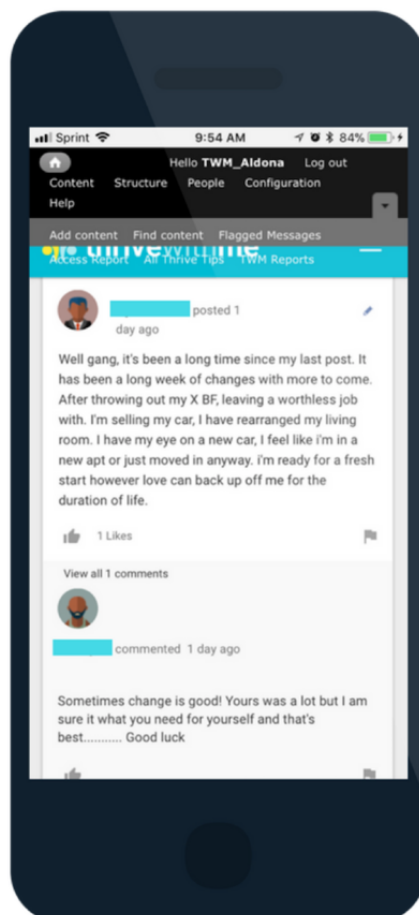 Sprint 9:54 AM 84%
Hello TWM_Aldona Log out
Content Structure People Configuration
Help
Add content Find content Flagged Messages
thrivewithme
Access Report All Thrive Tips TWM Reports
posted 1
day ago
Well gang, it's been a long time since my last post. It
has been a long week of changes with more to come.
After throwing out my X BF, leaving a worthless job
with. I'm selling my car, I have rearranged my living
room. I have my eye on a new car, I feel like i'm in a
new apt or just moved in anyway. i'm ready for a fresh
start however love can back up off me for the
duration of life.
1 Likes
View all 1 comments
commented 1 day ago
Sometimes change is good! Yours was a lot but I am
sure it what you need for yourself and that's
best........... Good luck